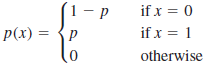 p(x) = { 1 − p if x = 0
p if x = 1
0 otherwise